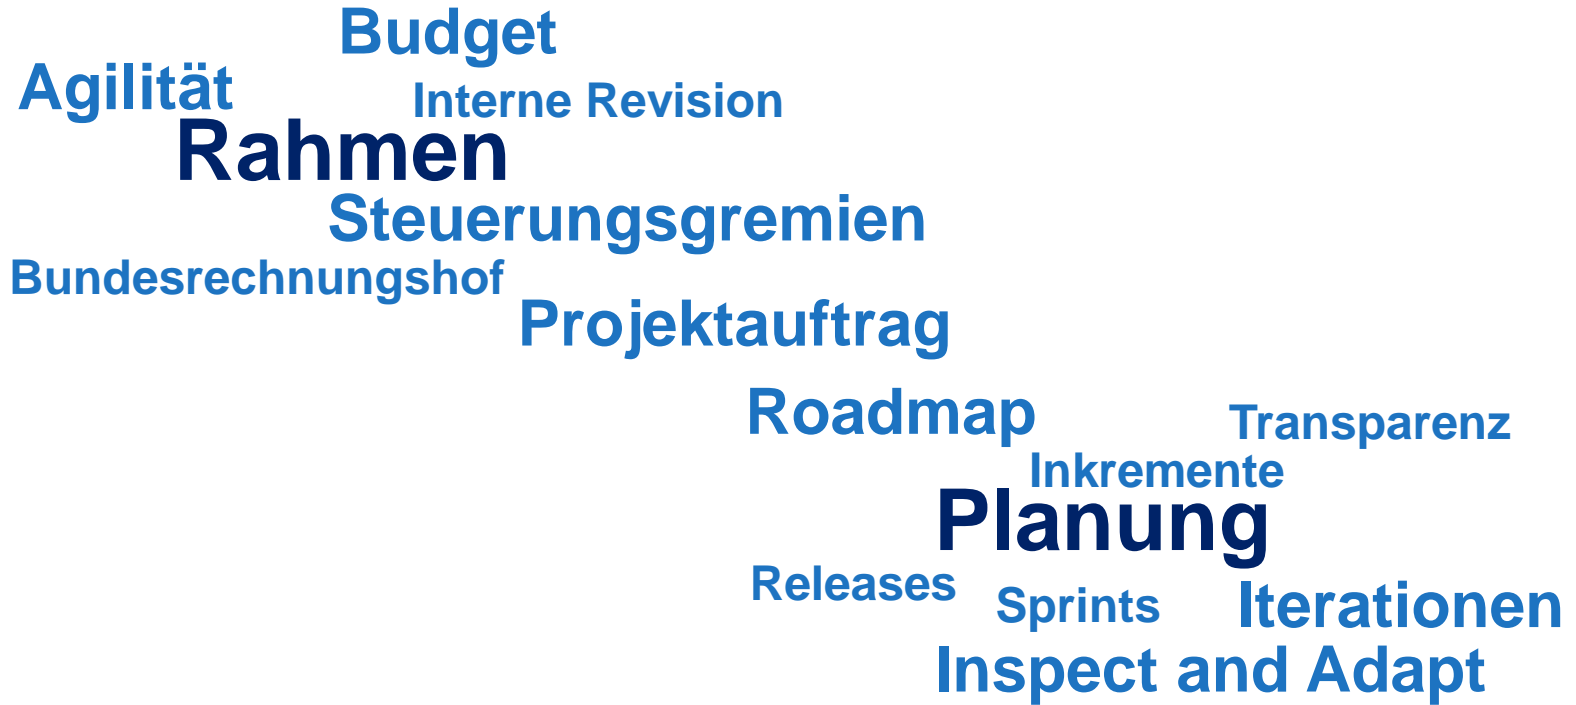 Budget
Agilität
Interne Revision
Rahmen
Steuerungsgremien
Bundesrechnungshof
Projektauftrag
Roadmap
Transparenz
Inkremente
Planung
Releases
Sprints
Iterationen
Inspect and Adapt